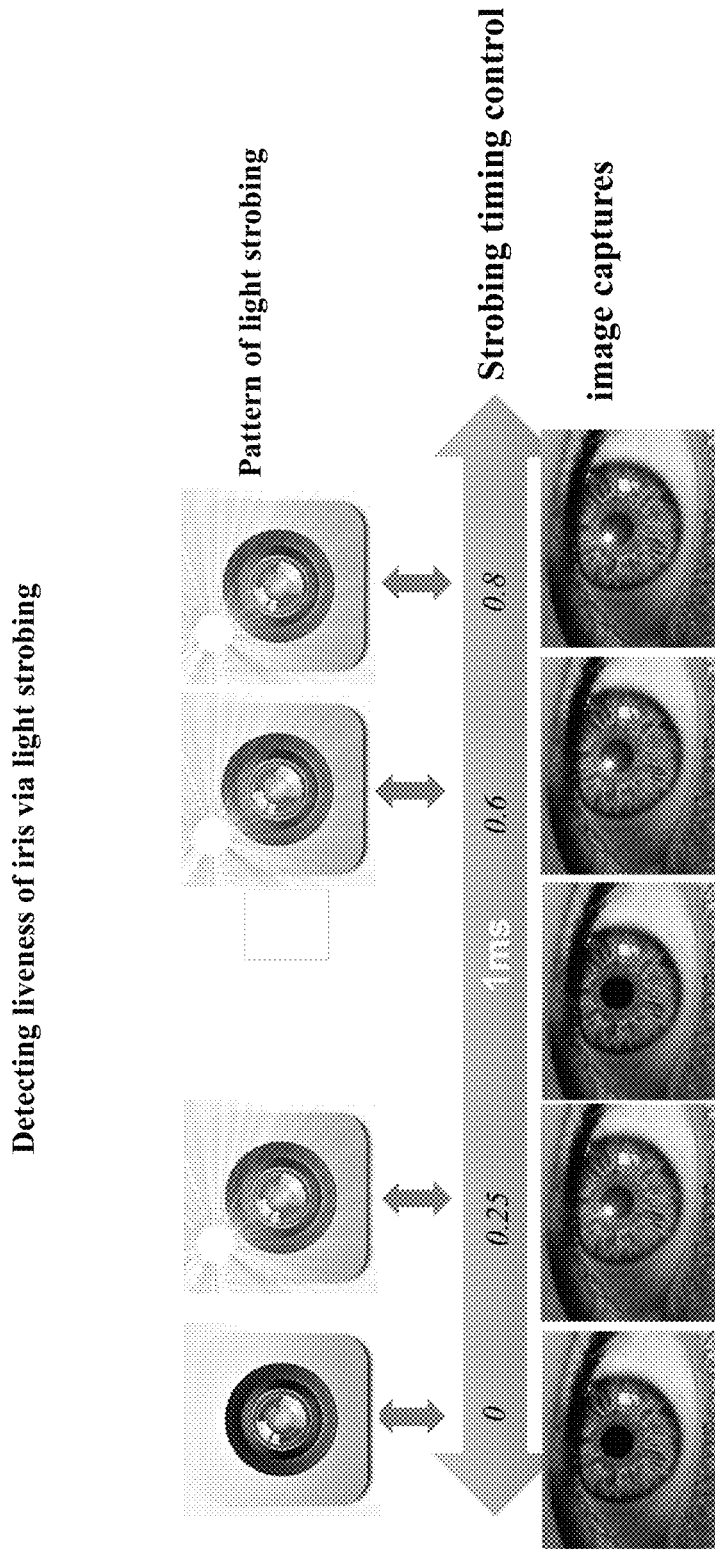 Detecting liveness of iris via light strobing
Pattern of light strobing
0 0.25 1ms 0.6 0.8
Strobing timing control
image captures